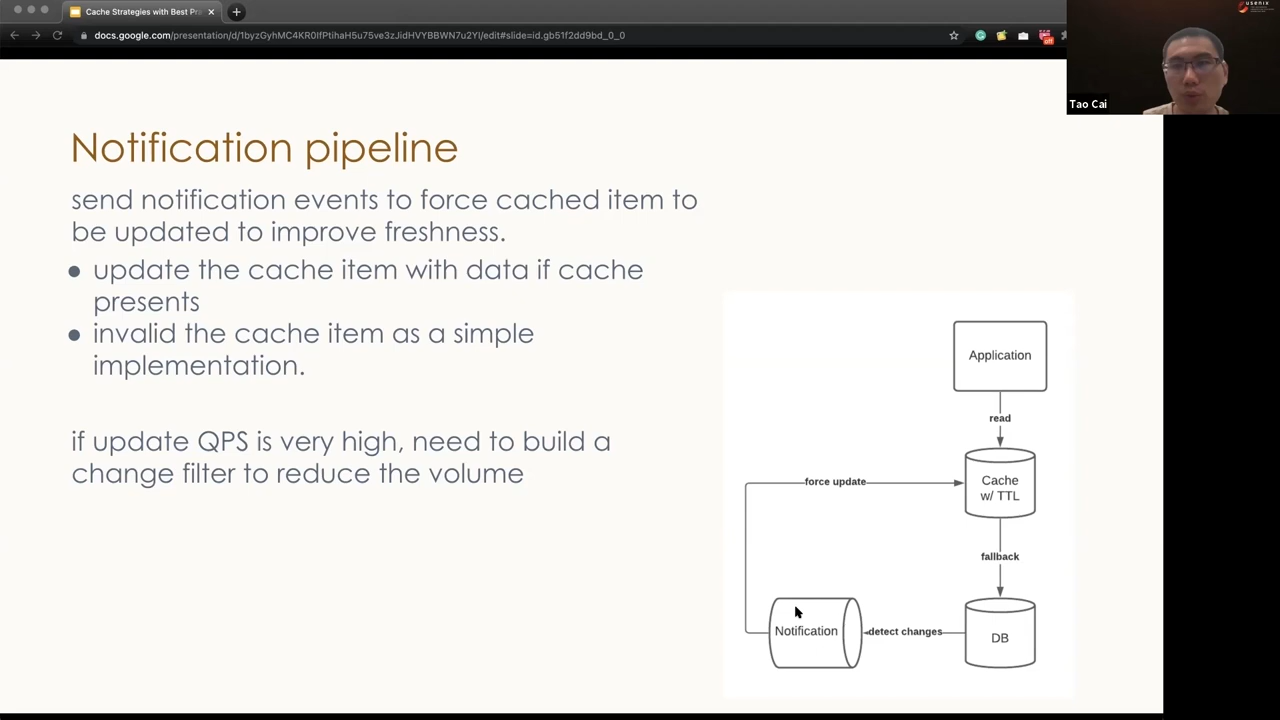 Cache Strategies with Best Pra
docs.google.com/presentation/d/1byzGyhMC4KR0lfPtihaH5u75ve3zJidHVYBBWN7u2YI/edit#slide=id.gb51f2dd9bd_0_0
off
usenix
Tao Cai
Notification pipeline
send notification events to force cached item to
be updated to improve freshness.
● update the cache item with data if cache
presents
● invalid the cache item as a simple
implementation.
if update QPS is very high, need to build a
change filter to reduce the volume
Application
read
Cache
w/ TTL
force update
fallback
Notification
detect changes
DB